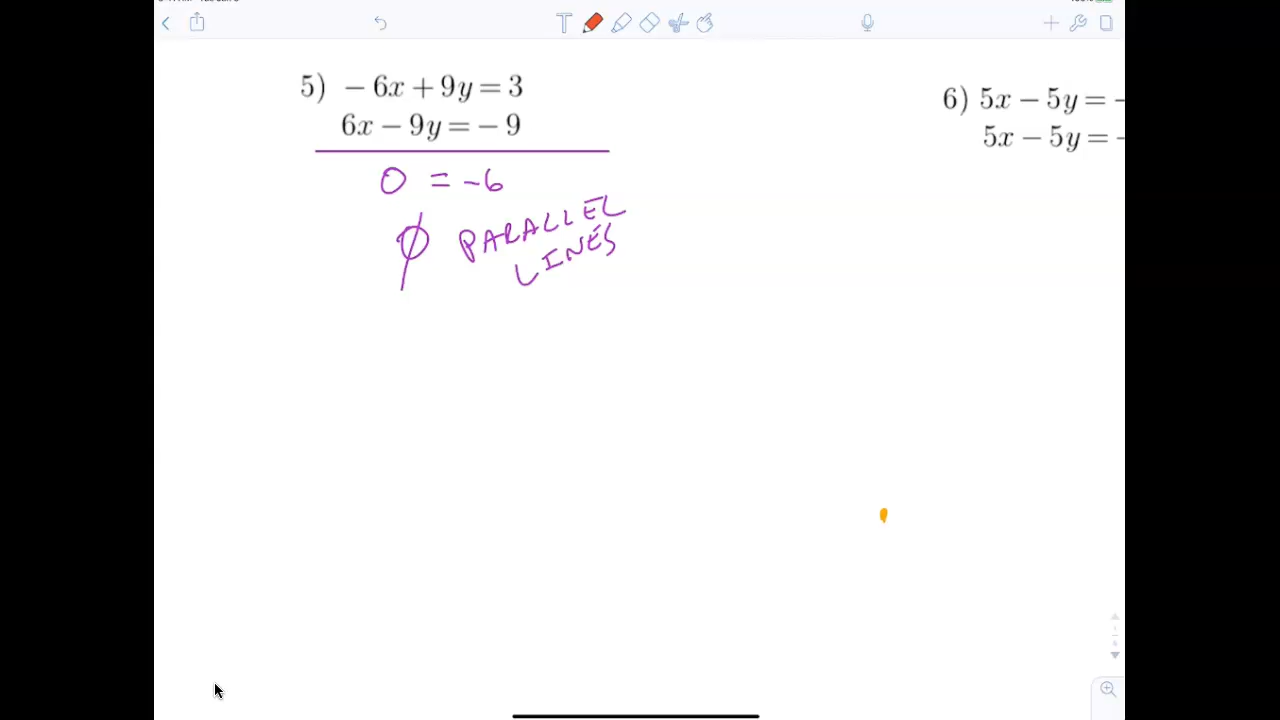 5) − 6x + 9y = 3
6x − 9y = − 9
0 = -6
∅ PARALLEL
LINES
6) 5x − 5y = −
5x − 5y = −